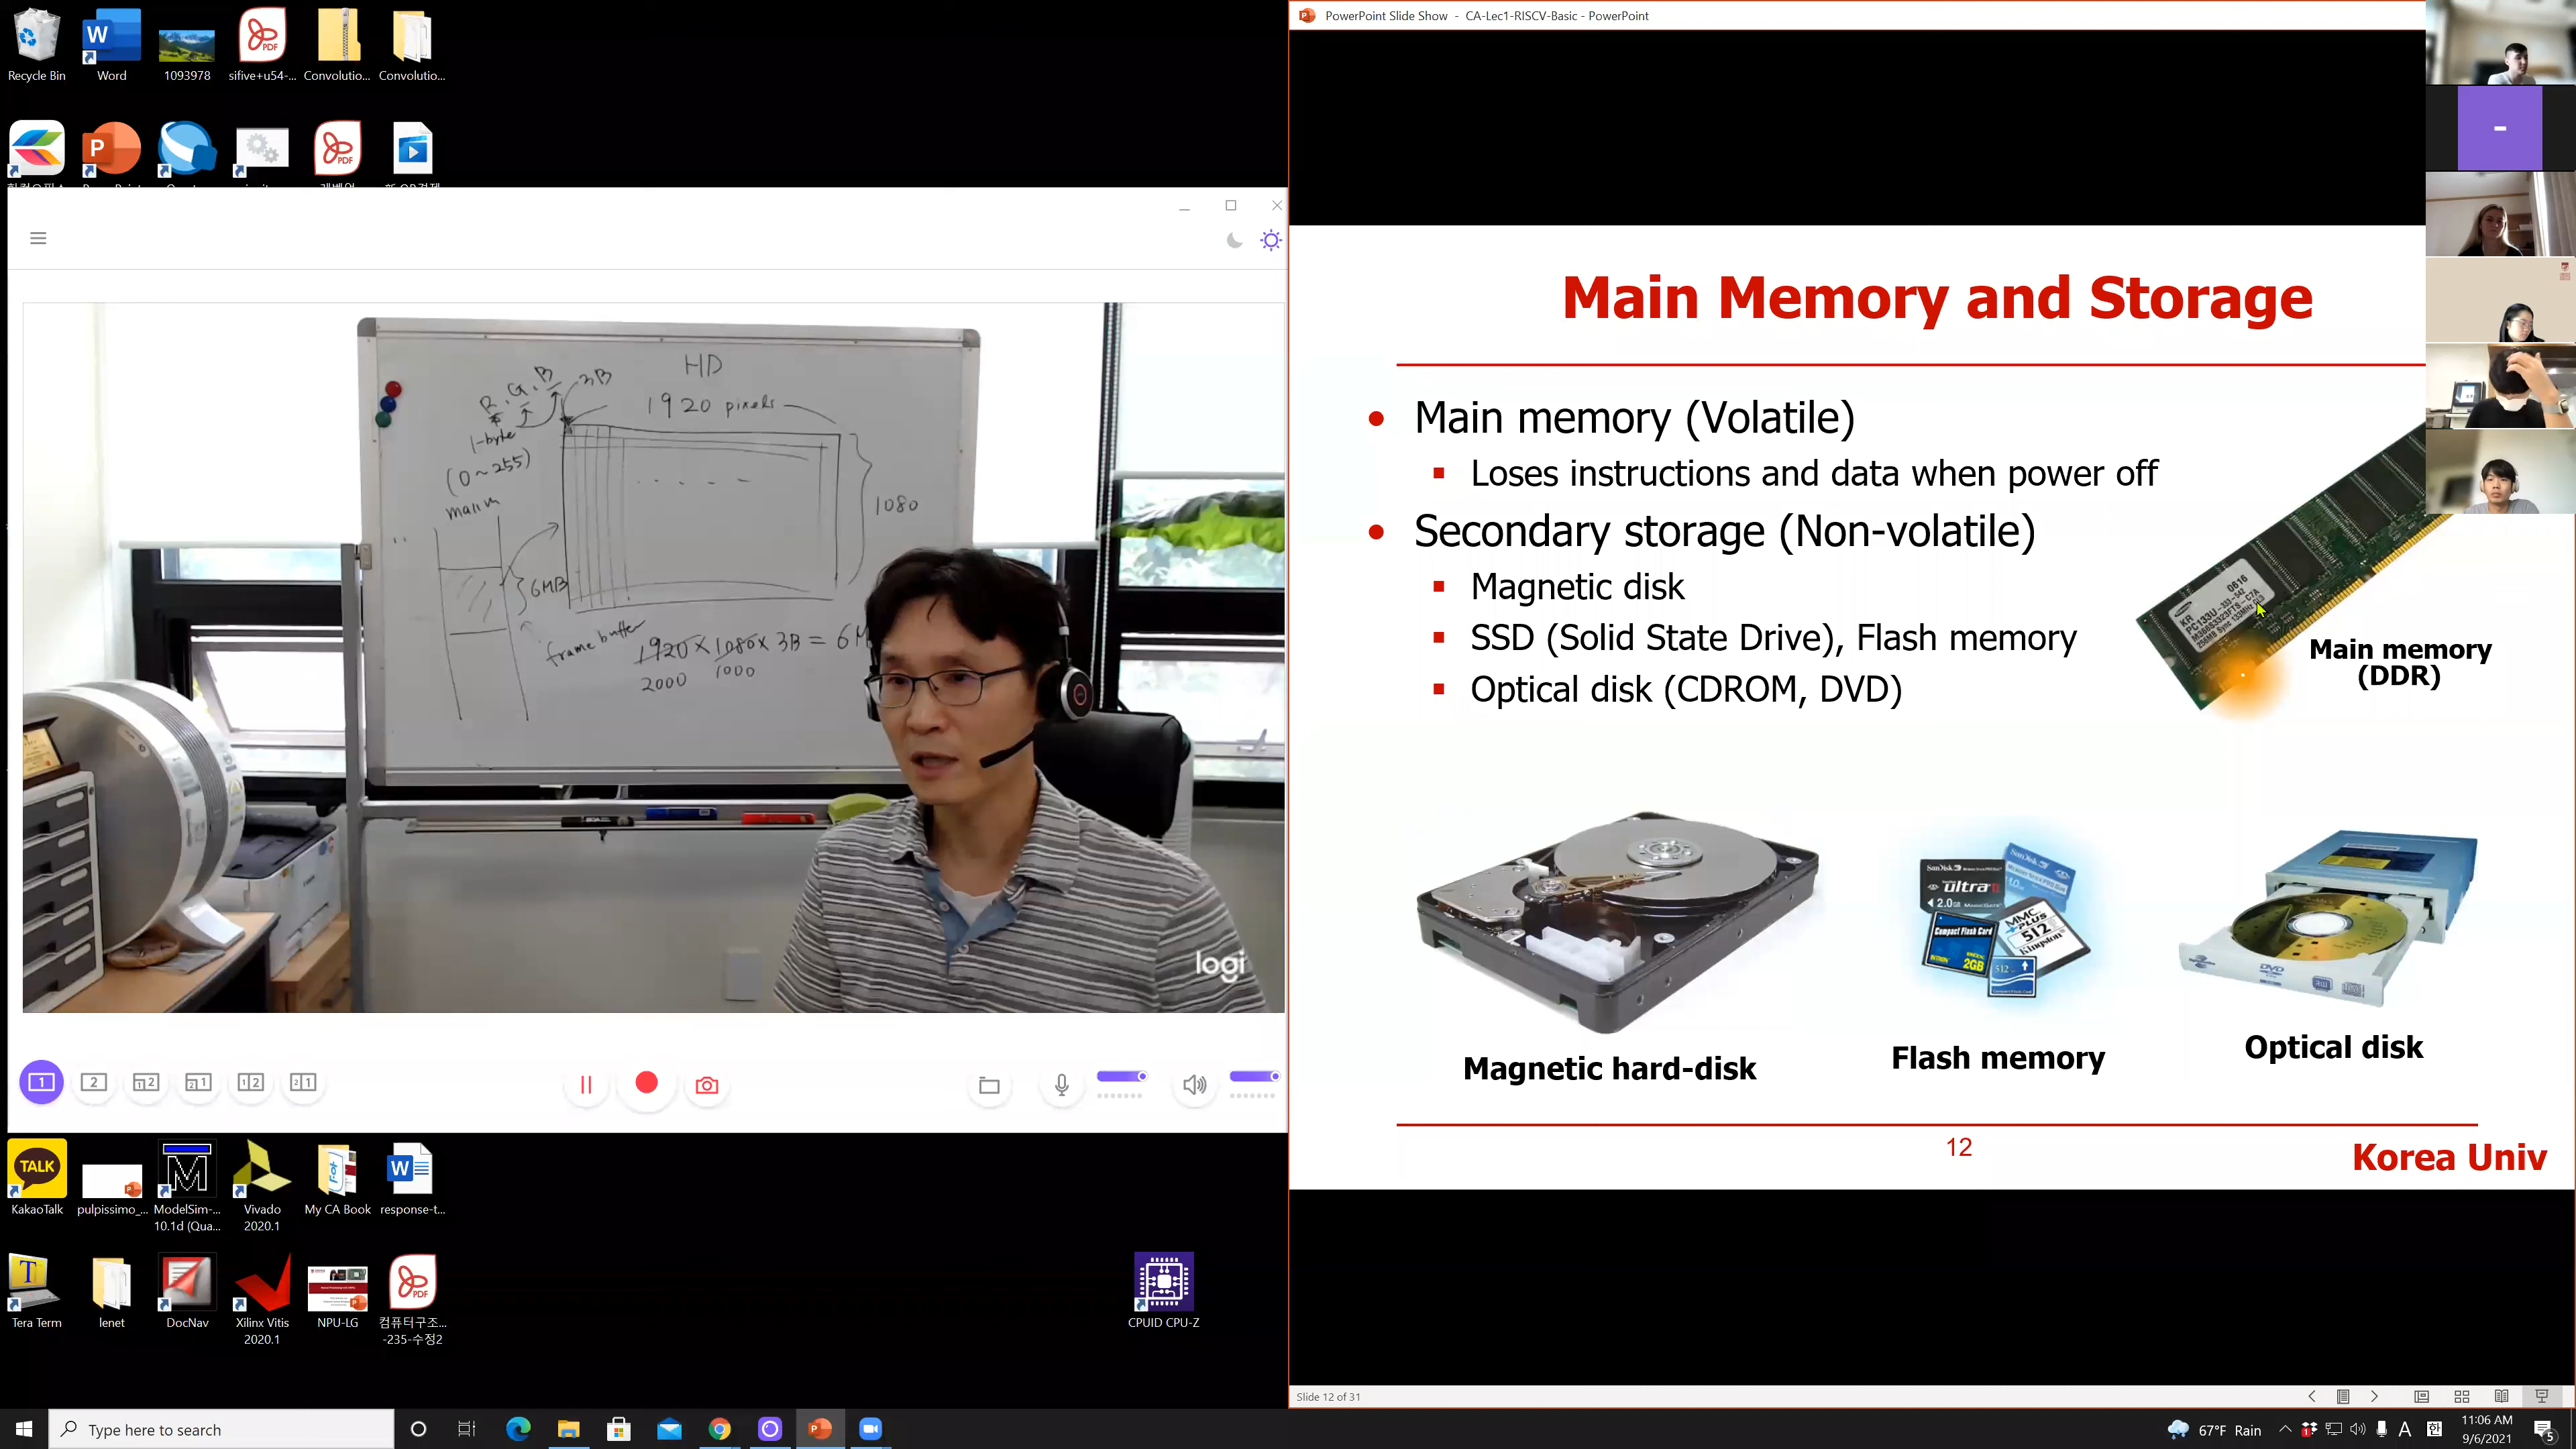 Recycle Bin
Word
1093978
sifive+u54-...
Convolutio...
Convolutio...
HD
R, G, B
3B
1920 pixels
1-byte
(0~255)
main
1080
6MB
frame buffer
1920 × 1080 × 3B = 6M
2000
1000
logi
1
2
KakaoTalk
pulpissimo_...
ModelSim-...
10.1d (Qua...
Vivado
2020.1
My CA Book
response-t...
TALK
Tera Term
lenet
DocNav
Xilinx Vitis
2020.1
NPU-LG
컴퓨터구조...
-235-수정2
CPUID CPU-Z
PowerPoint Slide Show - CA-Lec1-RISCV-Basic - PowerPoint
Main Memory and Storage
Main memory (Volatile)
Loses instructions and data when power off
Secondary storage (Non-volatile)
Magnetic disk
SSD (Solid State Drive), Flash memory
Optical disk (CDROM, DVD)
Main memory
(DDR)
Magnetic hard-disk
Flash memory
Optical disk
12
Korea Univ
Slide 12 of 31
Type here to search
67°F Rain
A
11:06 AM
9/6/2021
5